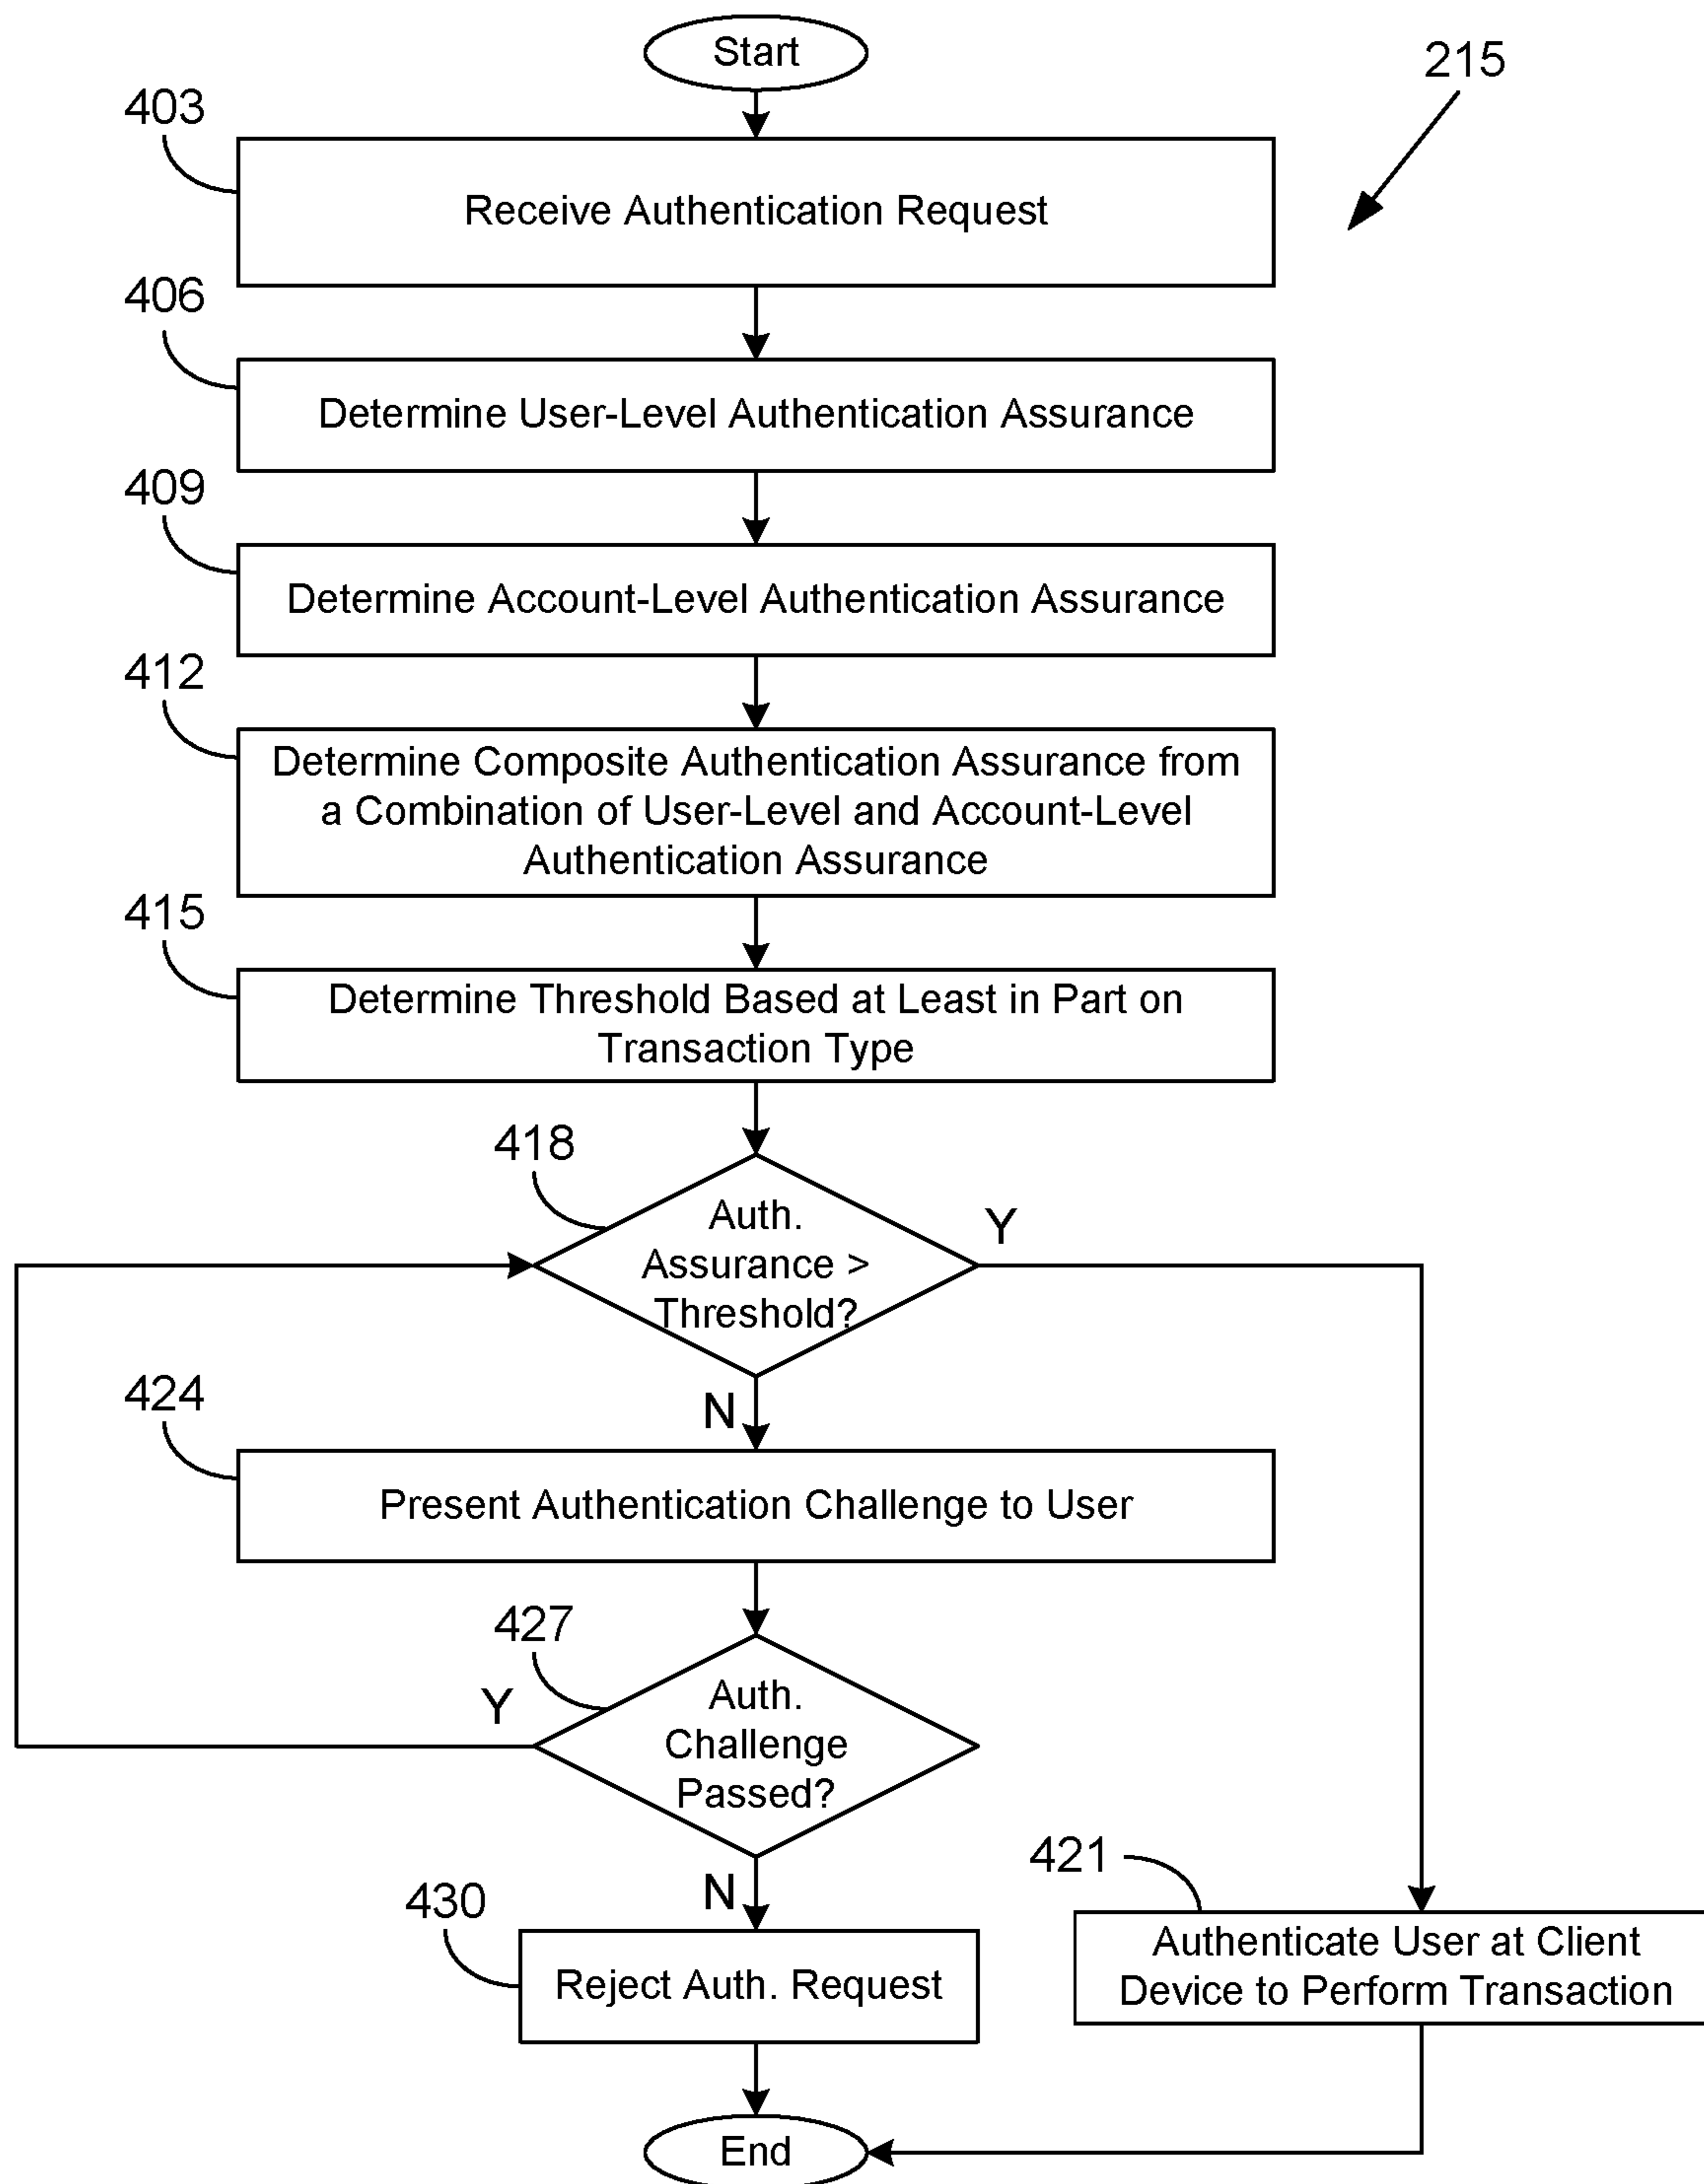 Start
215
403
Receive Authentication Request
406
Determine User-Level Authentication Assurance
409
Determine Account-Level Authentication Assurance
412
Determine Composite Authentication Assurance from
a Combination of User-Level and Account-Level
Authentication Assurance
415
Determine Threshold Based at Least in Part on
Transaction Type
418
Auth.
Assurance >
Threshold?
Y
N
424
Present Authentication Challenge to User
427
Auth.
Challenge
Passed?
Y
N
421
Authenticate User at Client
Device to Perform Transaction
430
Reject Auth. Request
End